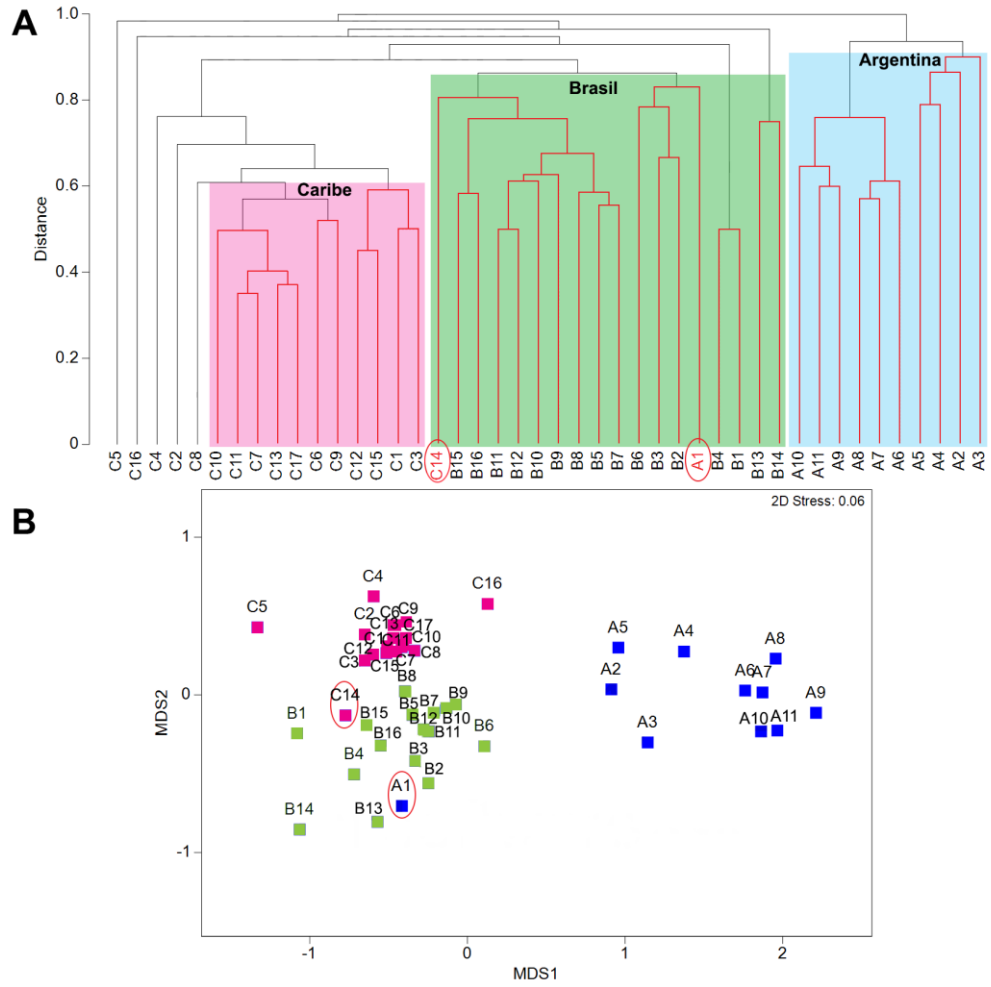 A
1.0
0.8
0.6
0.4
0.2
0
Distance
Caribe
Brasil
Argentina
C5 C16 C4 C2 C8 C10 C11 C7 C13 C17 C6 C9 C12 C15 C1 C3 C14 B15 B16 B11 B12 B10 B9 B8 B5 B7 B6 B3 B2 A1 B4 B1 B13 B14 A10 A11 A9 A8 A7 A6 A5 A4 A2 A3
B
2D Stress: 0.06
1
0
-1
MDS2
C4
C16
C5
C2 C6 C9
C13 C17
C1 C10
C12 C11 C8
C3 C15 C7
A5 A4 A8
A2 A6 A7
A9
A3 A10 A11
B8
C14 B5 B7 B9
B1 B15 B12 B10
B16 B11 B6
B4 B3
B2
A1
B14 B13
-1 0 1 2
MDS1